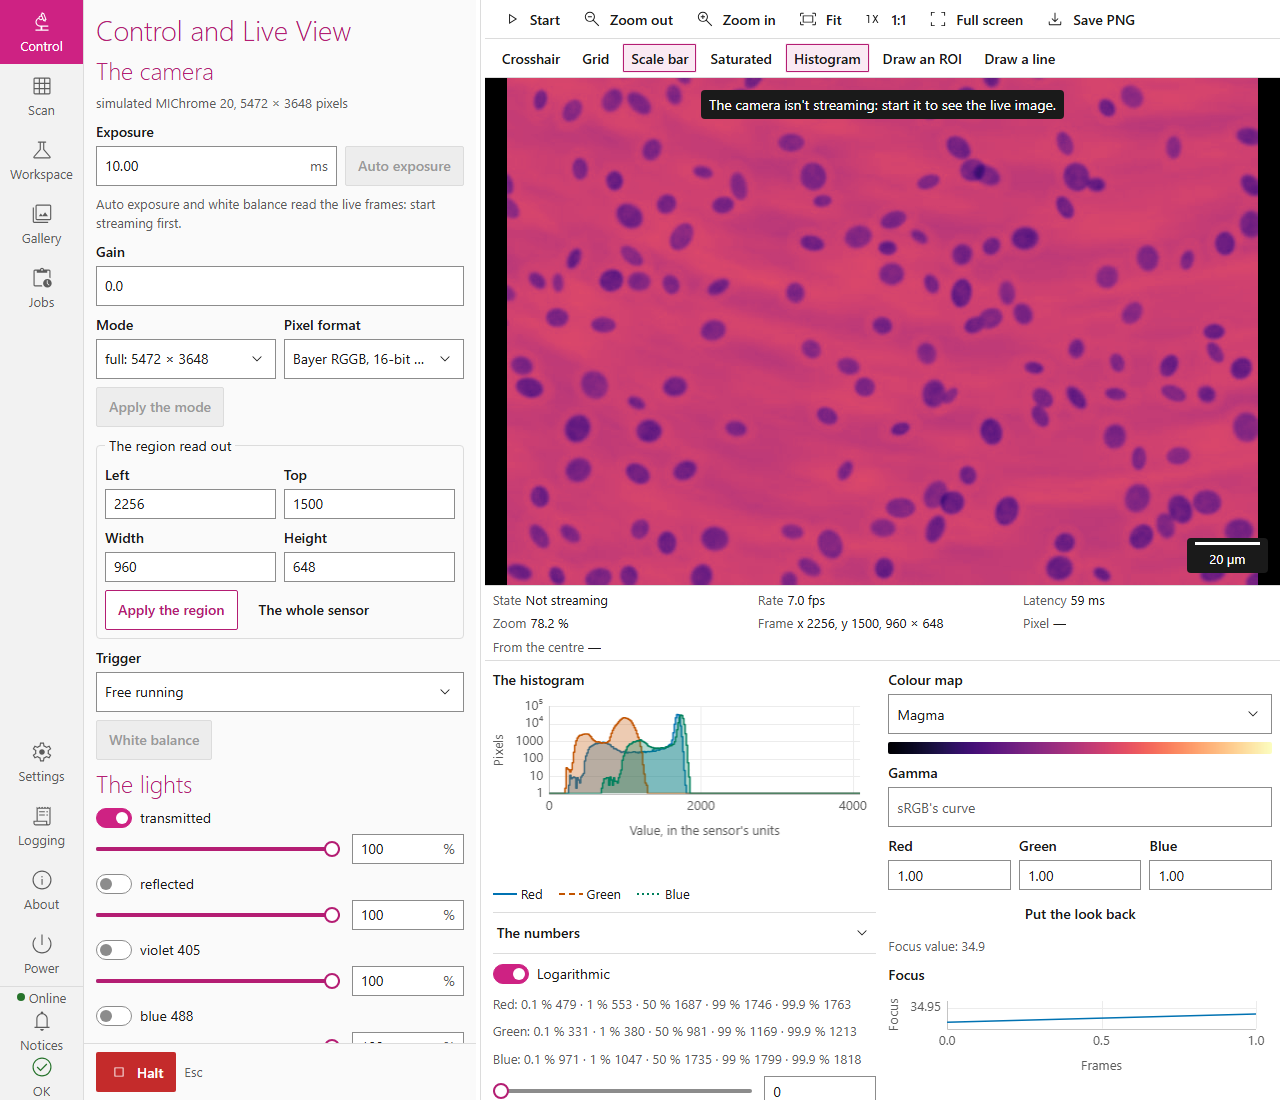 Control
Scan
Workspace
Gallery
Jobs
Settings
Logging
About
Power
Online
Notices
OK
Control and Live View
The camera
simulated MIChrome 20, 5472 × 3648 pixels
Exposure
10.00 ms
Auto exposure
Auto exposure and white balance read the live frames: start
streaming first.
Gain
0.0
Mode Pixel format
full: 5472 × 3648 Bayer RGGB, 16-bit ...
Apply the mode
The region read out
Left Top
2256 1500
Width Height
960 648
Apply the region The whole sensor
Trigger
Free running
White balance
The lights
transmitted
100 %
reflected
100 %
violet 405
100 %
blue 488
Halt Esc
Start Zoom out Zoom in Fit 1X 1:1 Full screen Save PNG
Crosshair Grid Scale bar Saturated Histogram Draw an ROI Draw a line
The camera isn't streaming: start it to see the live image.
20 µm
State Not streaming Rate 7.0 fps Latency 59 ms
Zoom 78.2 % Frame x 2256, y 1500, 960 × 648 Pixel —
From the centre —
The histogram
Pixels
10⁵
10⁴
1000
100
10
1
0 2000 4000
Value, in the sensor's units
Red Green Blue
The numbers
Logarithmic
Red: 0.1 % 479 · 1 % 553 · 50 % 1687 · 99 % 1746 · 99.9 % 1763
Green: 0.1 % 331 · 1 % 380 · 50 % 981 · 99 % 1169 · 99.9 % 1213
Blue: 0.1 % 971 · 1 % 1047 · 50 % 1735 · 99 % 1799 · 99.9 % 1818
0
Colour map
Magma
Gamma
sRGB's curve
Red Green Blue
1.00 1.00 1.00
Put the look back
Focus value: 34.9
Focus
Focus
34.95
0.0 0.5 1.0
Frames